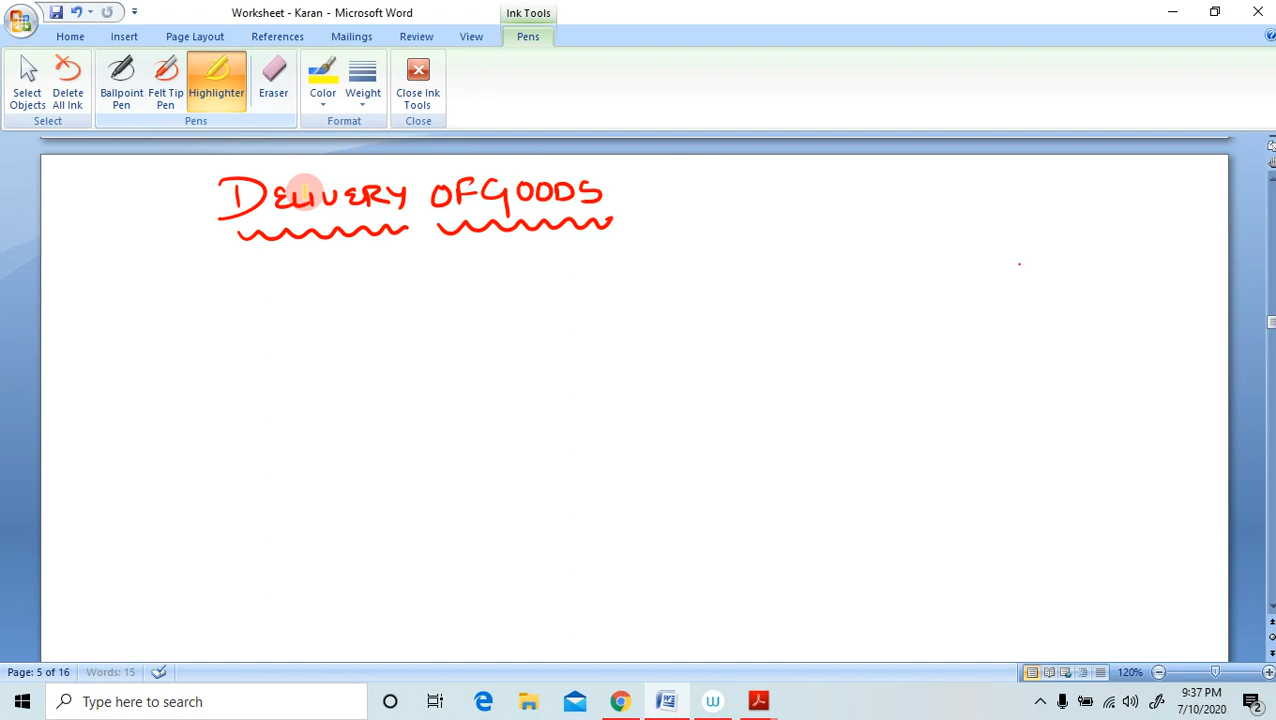 Worksheet - Karan - Microsoft Word
Ink Tools
Home
Insert
Page Layout
References
Mailings
Review
View
Pens
Select Objects
Delete All Ink
Ballpoint Pen
Felt Tip Pen
Highlighter
Eraser
Color
Weight
Close Ink Tools
Select
Pens
Format
Close
DELIVERY OF GOODS
Page: 5 of 16
Words: 15
120%
Type here to search
9:37 PM
7/10/2020
2